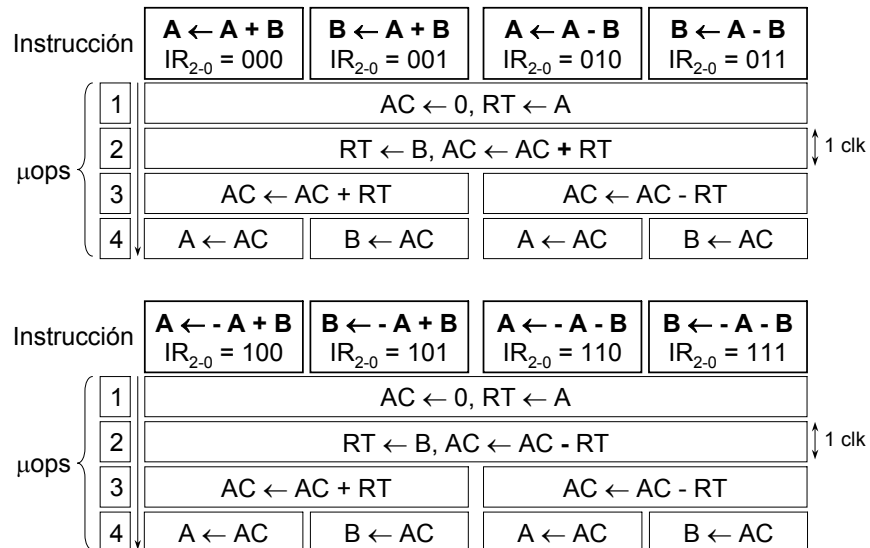 Instrucción
A ← A + B
IR2-0 = 000
B ← A + B
IR2-0 = 001
A ← A - B
IR2-0 = 010
B ← A - B
IR2-0 = 011
μops
1
AC ← 0, RT ← A
2
RT ← B, AC ← AC + RT
1 clk
3
AC ← AC + RT
AC ← AC - RT
4
A ← AC
B ← AC
A ← AC
B ← AC
Instrucción
A ← - A + B
IR2-0 = 100
B ← - A + B
IR2-0 = 101
A ← - A - B
IR2-0 = 110
B ← - A - B
IR2-0 = 111
μops
1
AC ← 0, RT ← A
2
RT ← B, AC ← AC - RT
1 clk
3
AC ← AC + RT
AC ← AC - RT
4
A ← AC
B ← AC
A ← AC
B ← AC